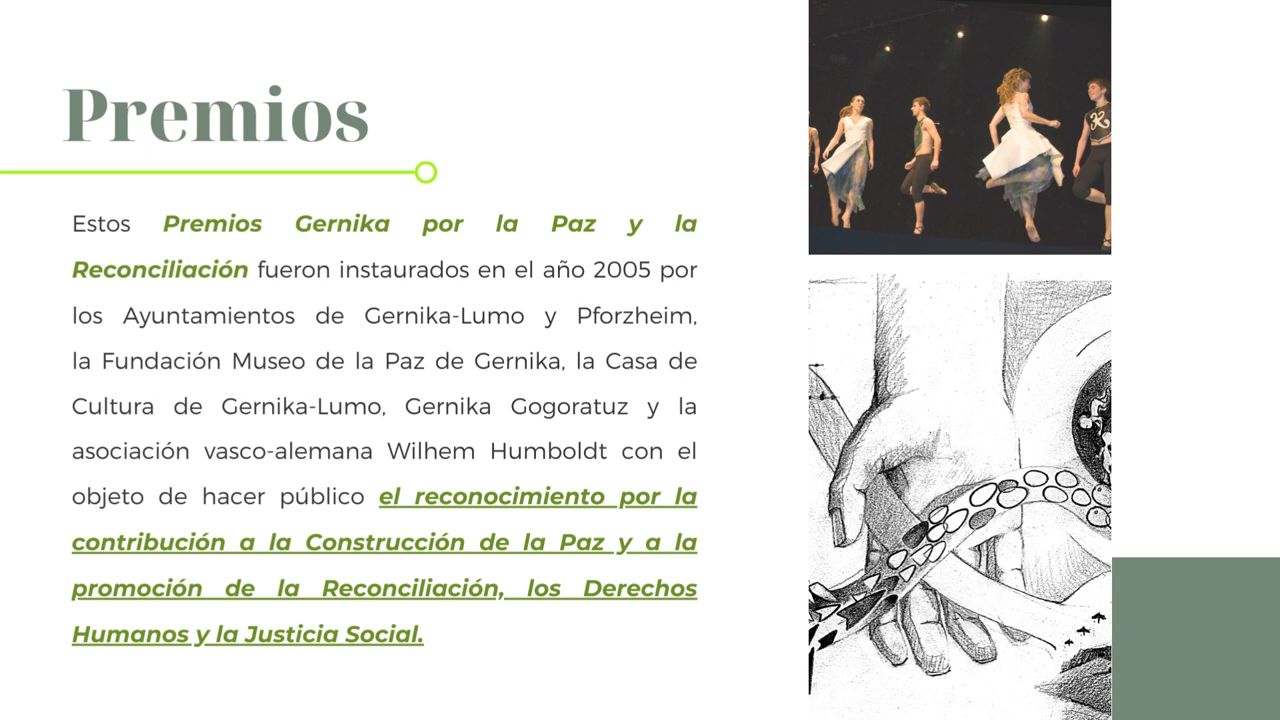 Premios
Estos Premios Gernika por la Paz y la
Reconciliación fueron instaurados en el año 2005 por
los Ayuntamientos de Gernika-Lumo y Pforzheim,
la Fundación Museo de la Paz de Gernika, la Casa de
Cultura de Gernika-Lumo, Gernika Gogoratuz y la
asociación vasco-alemana Wilhem Humboldt con el
objeto de hacer público el reconocimiento por la
contribución a la Construcción de la Paz y a la
promoción de la Reconciliación, los Derechos
Humanos y la Justicia Social.